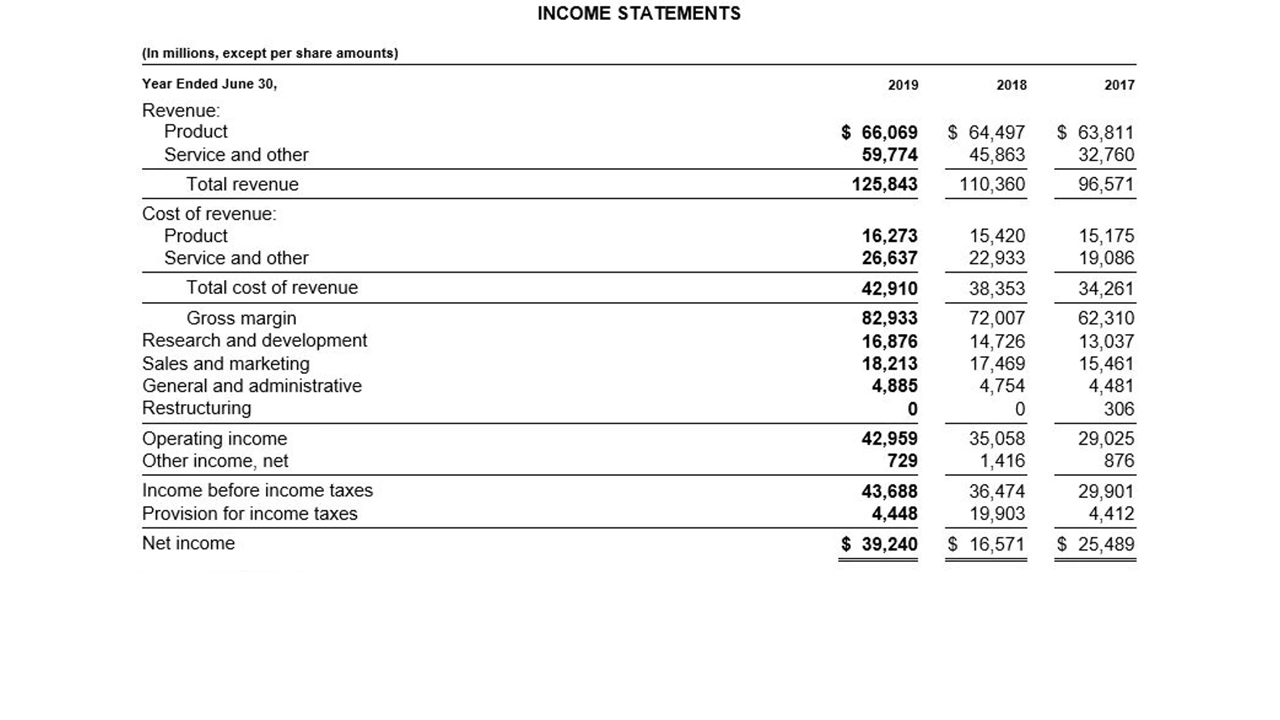 INCOME STATEMENTS
(In millions, except per share amounts)
Year Ended June 30, 2019 2018 2017
Revenue:
Product $ 66,069 $ 64,497 $ 63,811
Service and other 59,774 45,863 32,760
Total revenue 125,843 110,360 96,571
Cost of revenue:
Product 16,273 15,420 15,175
Service and other 26,637 22,933 19,086
Total cost of revenue 42,910 38,353 34,261
Gross margin 82,933 72,007 62,310
Research and development 16,876 14,726 13,037
Sales and marketing 18,213 17,469 15,461
General and administrative 4,885 4,754 4,481
Restructuring 0 0 306
Operating income 42,959 35,058 29,025
Other income, net 729 1,416 876
Income before income taxes 43,688 36,474 29,901
Provision for income taxes 4,448 19,903 4,412
Net income $ 39,240 $ 16,571 $ 25,489